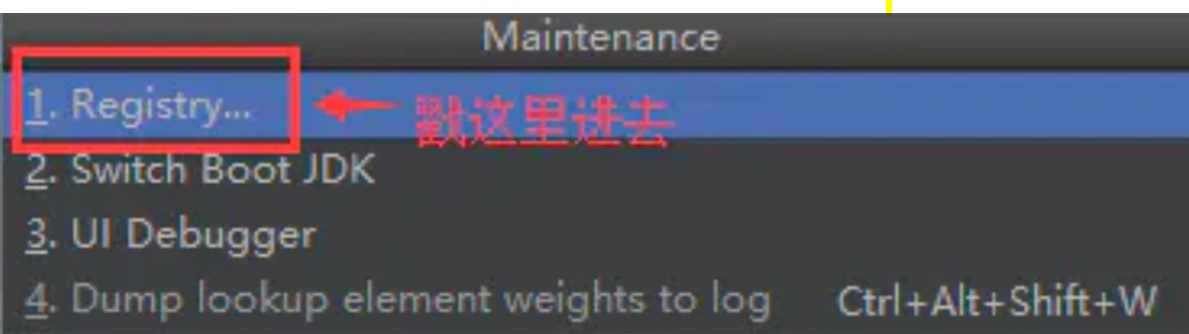 Maintenance
1. Registry...
戳这里进去
2. Switch Boot JDK
3. UI Debugger
4. Dump lookup element weights to log Ctrl+Alt+Shift+W